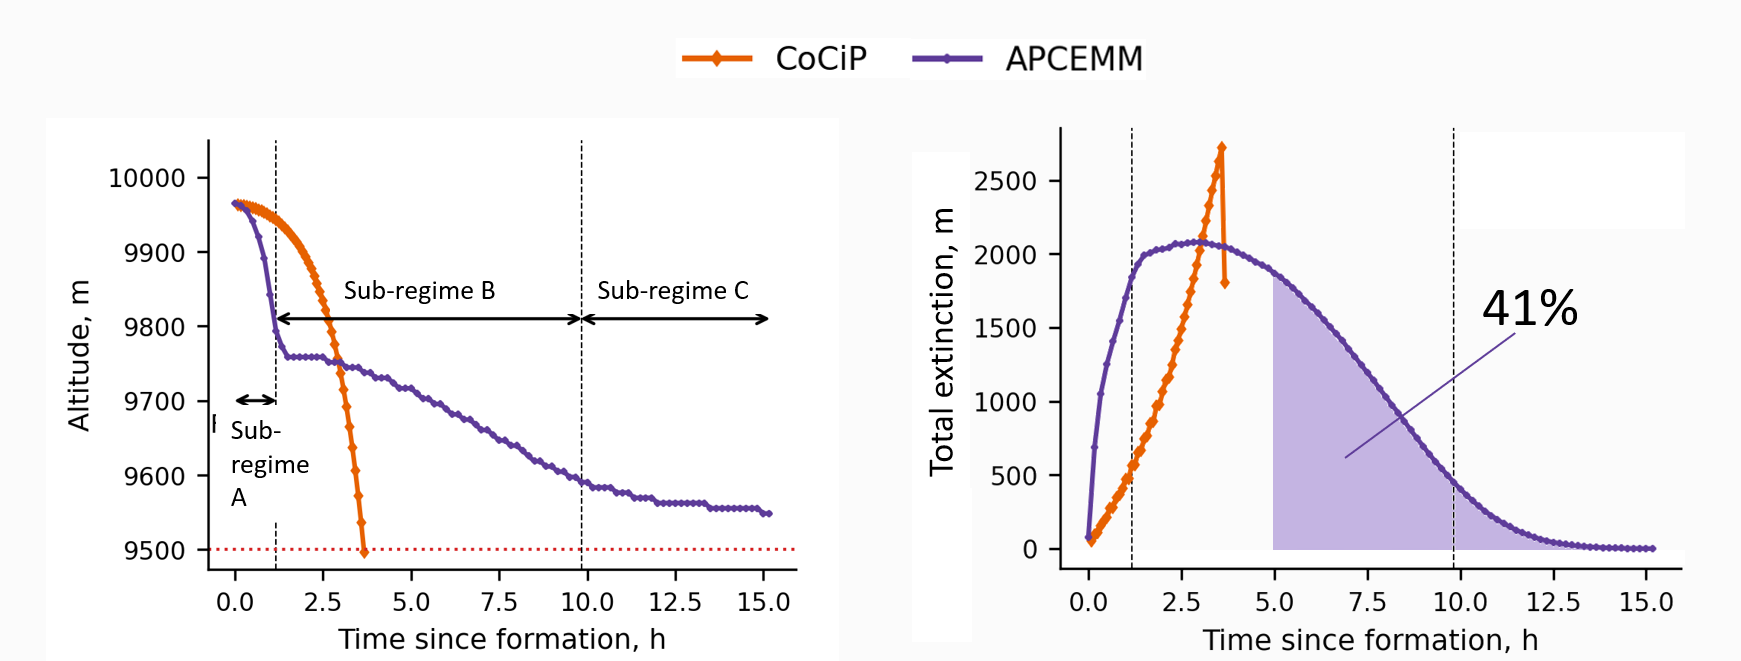 CoCiP
APCEMM
Altitude, m
10000
9900
9800
9700
9600
9500
Sub-regime B
Sub-regime C
Sub-
regime
A
0.0 2.5 5.0 7.5 10.0 12.5 15.0
Time since formation, h
Total extinction, m
2500
2000
1500
1000
500
0
41%
0.0 2.5 5.0 7.5 10.0 12.5 15.0
Time since formation, h